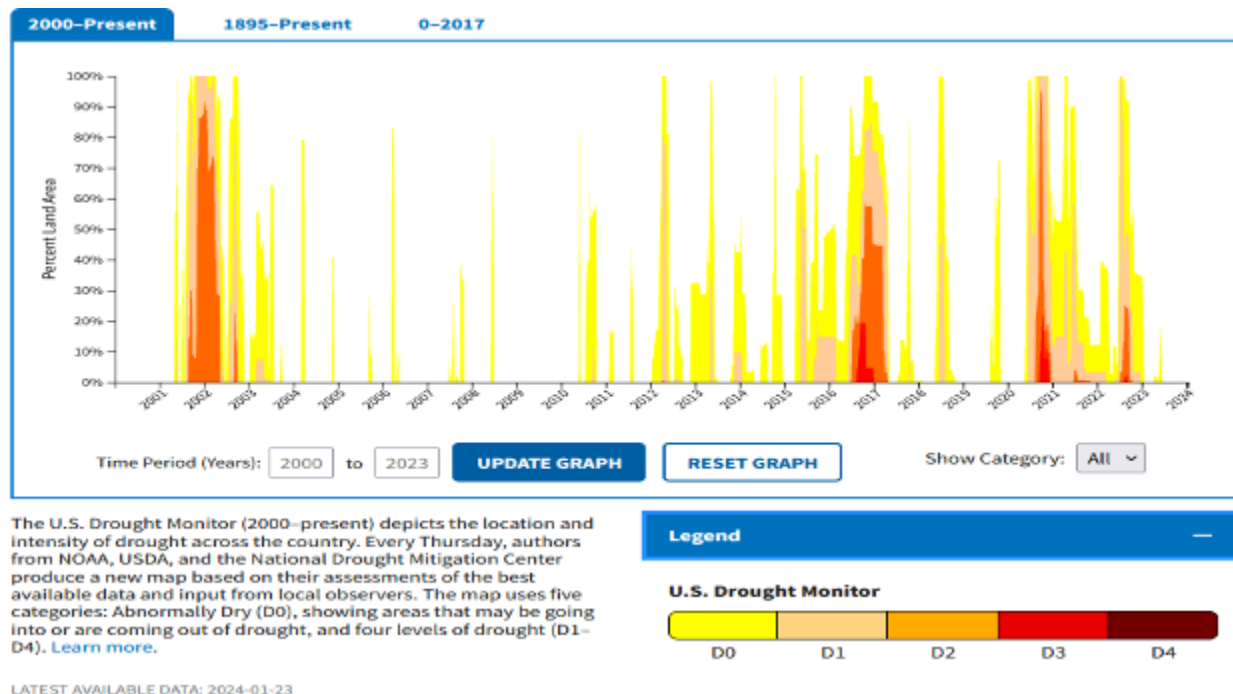 2000–Present 1895–Present 0–2017
100%
90%
80%
70%
60%
50%
40%
30%
20%
10%
0%
Percent Land Area
2001 2002 2003 2004 2005 2006 2007 2008 2009 2010 2011 2012 2013 2014 2015 2016 2017 2018 2019 2020 2021 2022 2023 2024
Time Period (Years): 2000 to 2023 UPDATE GRAPH RESET GRAPH Show Category: All
The U.S. Drought Monitor (2000–present) depicts the location and
intensity of drought across the country. Every Thursday, authors
from NOAA, USDA, and the National Drought Mitigation Center
produce a new map based on their assessments of the best
available data and input from local observers. The map uses five
categories: Abnormally Dry (D0), showing areas that may be going
into or are coming out of drought, and four levels of drought (D1–
D4). Learn more.
LATEST AVAILABLE DATA: 2024-01-23
Legend
U.S. Drought Monitor
D0 D1 D2 D3 D4